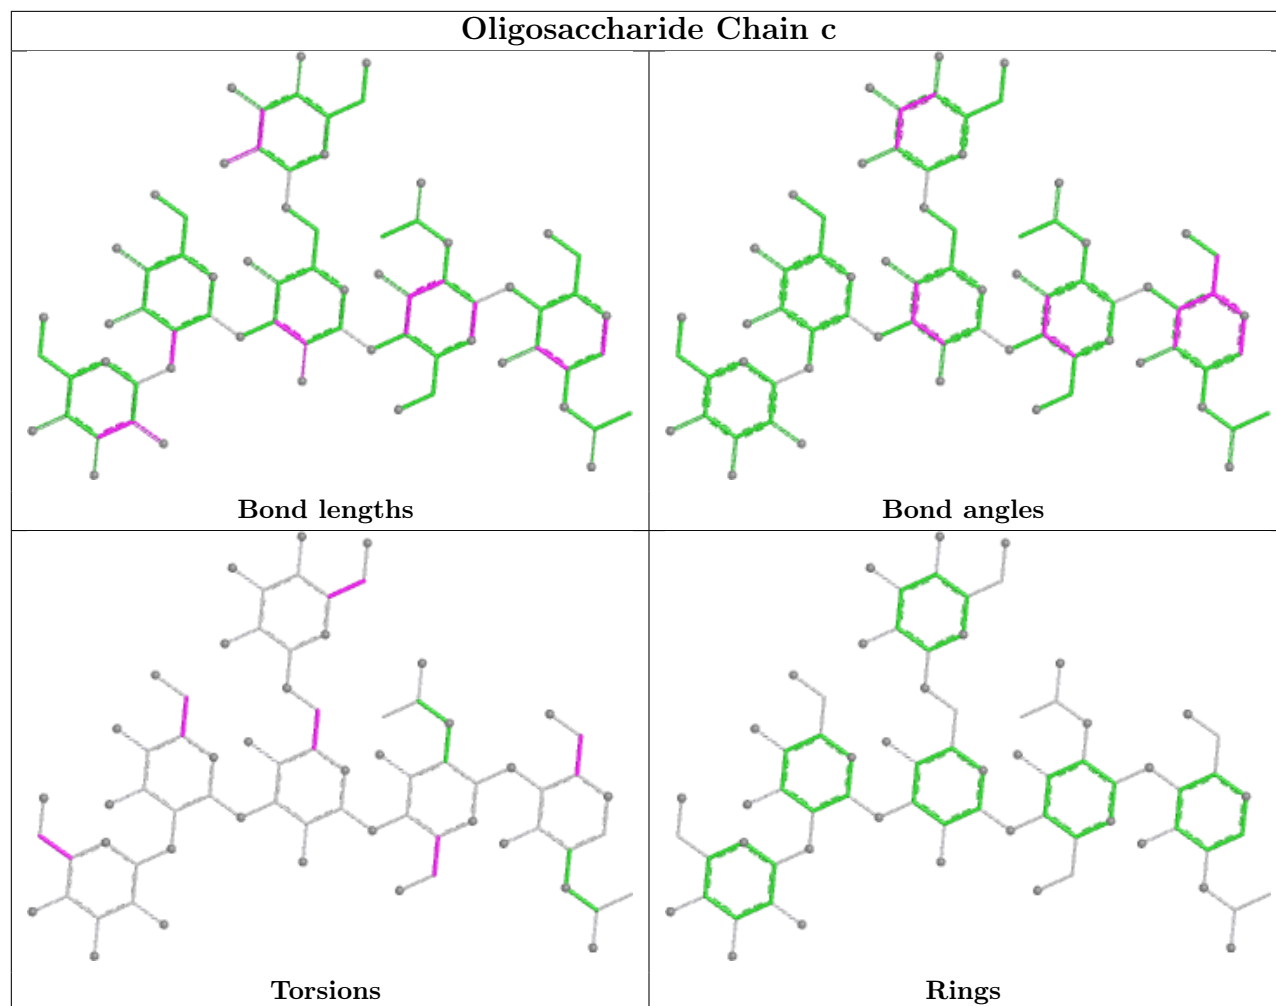 Oligosaccharide Chain c
Bond lengths
Bond angles
Torsions
Rings